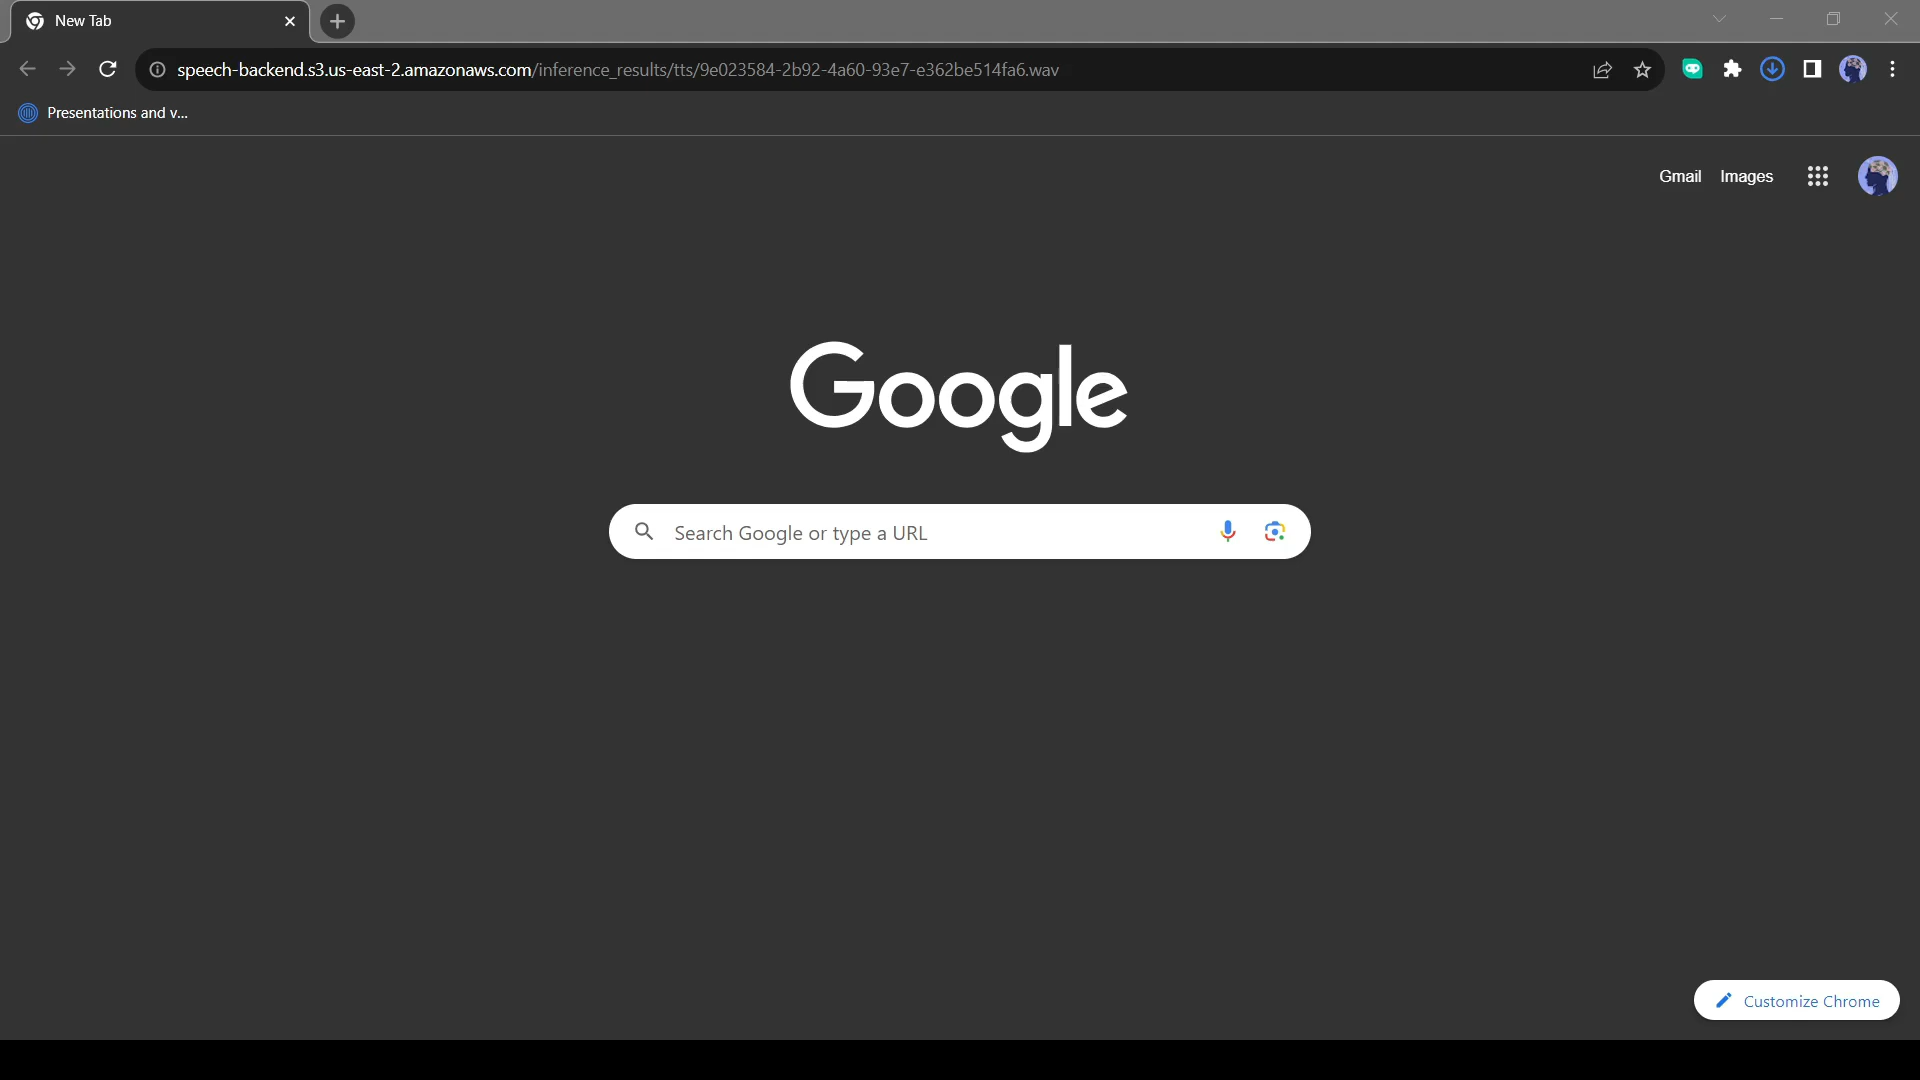 New Tab
speech-backend.s3.us-east-2.amazonaws.com/inference_results/tts/9e023584-2b92-4a60-93e7-e362be514fa6.wav
Presentations and v...
Gmail Images
Google
Search Google or type a URL
Customize Chrome